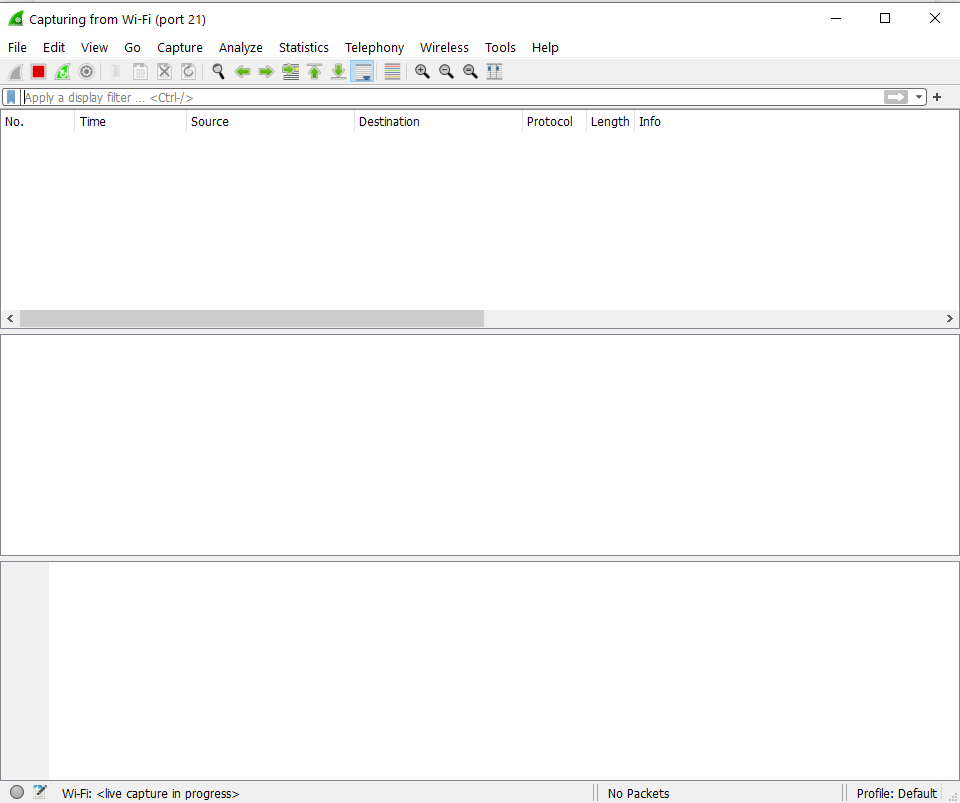 Capturing from Wi-Fi (port 21)
File Edit View Go Capture Analyze Statistics Telephony Wireless Tools Help
Apply a display filter ... <Ctrl-/>
No. Time Source Destination Protocol Length Info
Wi-Fi: <live capture in progress> No Packets Profile: Default